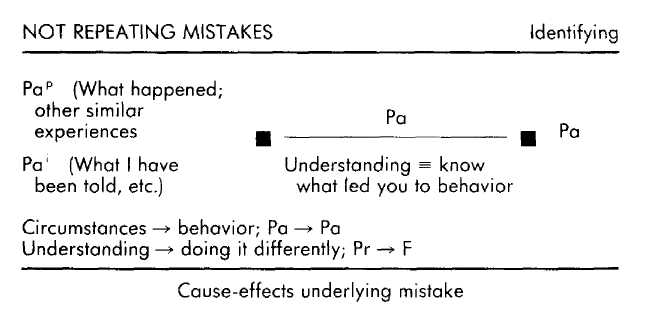 NOT REPEATING MISTAKES Identifying
Paᵖ (What happened;
other similar
experiences
Pa
Pa
Paⁱ (What I have
been told, etc.)
Understanding ≡ know
what led you to behavior
Circumstances → behavior; Pa → Pa
Understanding → doing it differently; Pr → F
Cause-effects underlying mistake